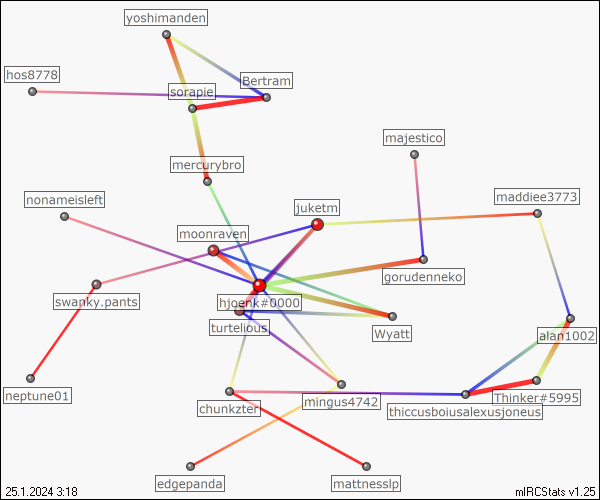 yoshimanden
hos8778
Bertram
sorapie
majestico
mercurybro
maddiee3773
nonameisleft
juketm
moonraven
gorudenneko
swanky.pants
hjoenk#0000
turtelious
Wyatt
alan1002
neptune01
Thinker#5995
mingus4742
chunkzter
thiccusboiusalexusjoneus
edgepanda
mattnesslp
25.1.2024 3:18
mIRCStats v1.25